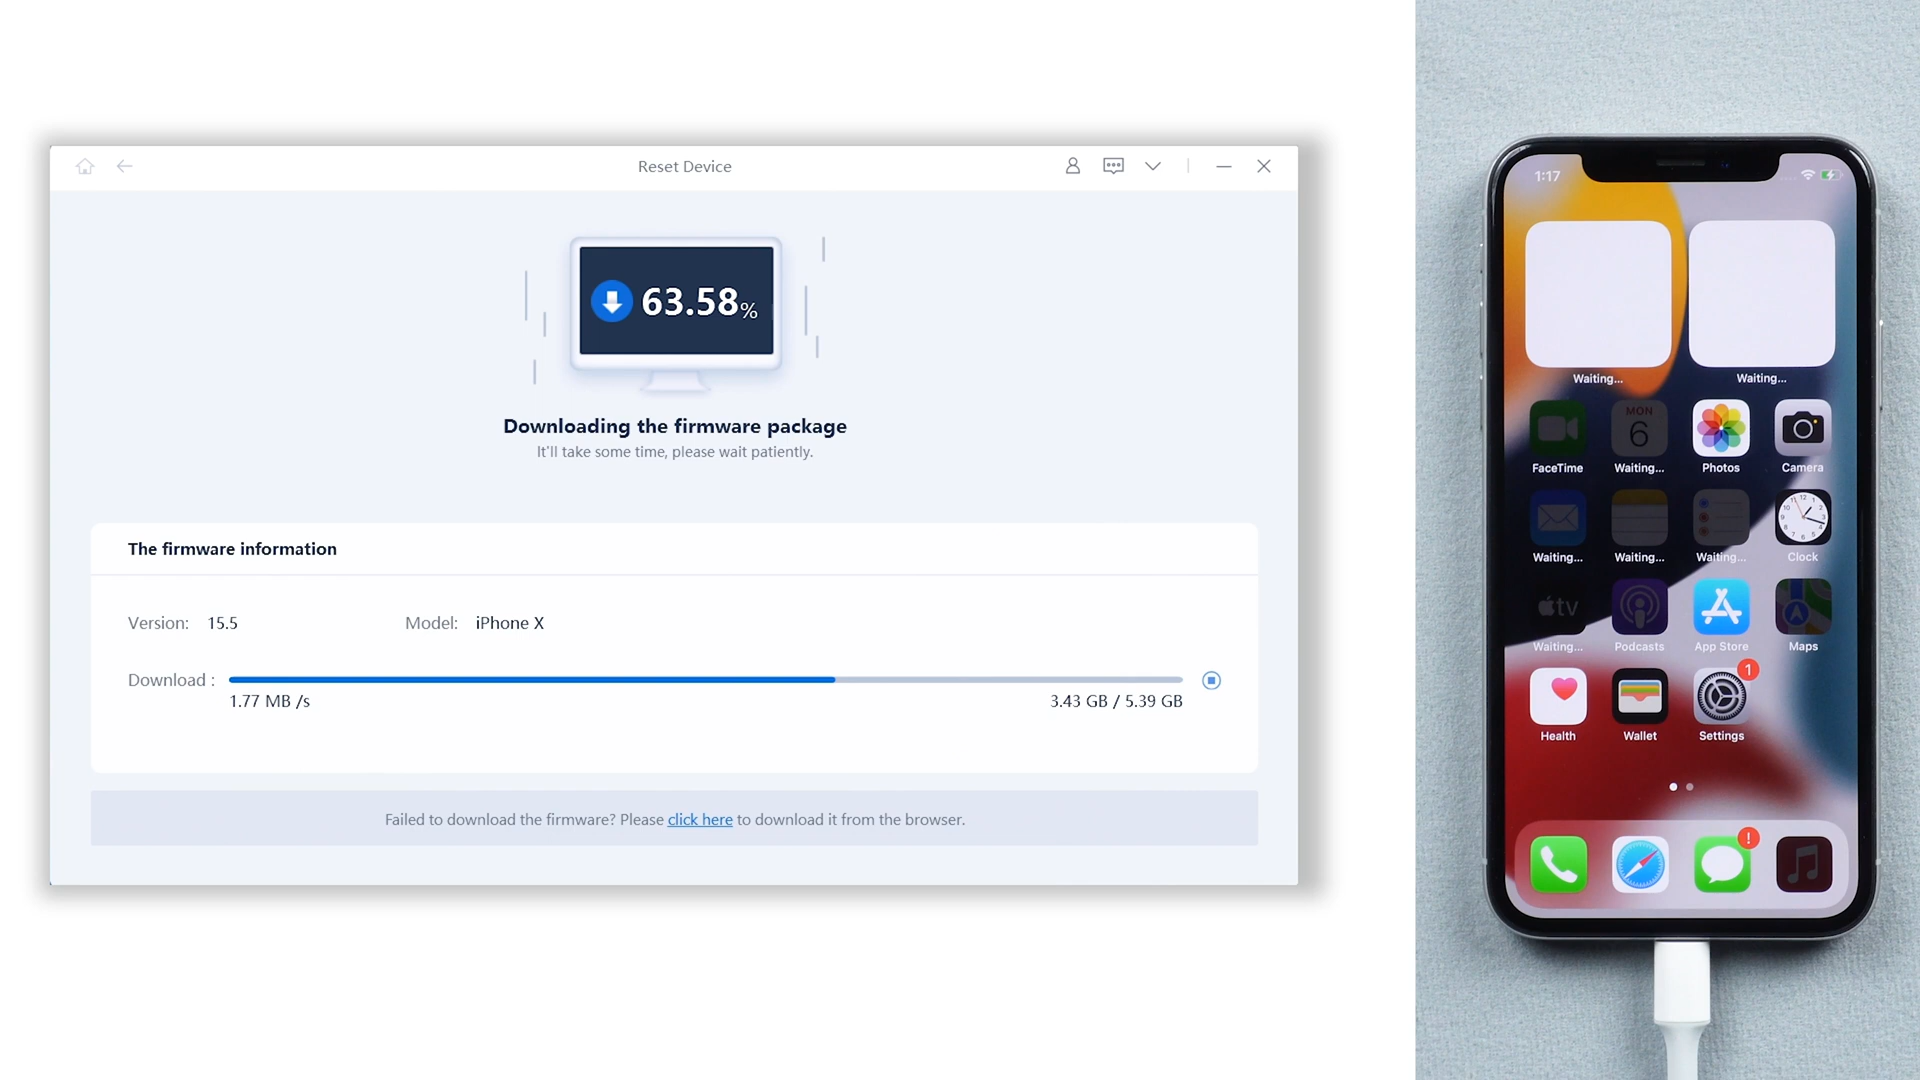 Reset Device
63.58%
Downloading the firmware package
It'll take some time, please wait patiently.
The firmware information
Version: 15.5 Model: iPhone X
Download :
1.77 MB /s 3.43 GB / 5.39 GB
Failed to download the firmware? Please click here to download it from the browser.
1:17
Waiting... Waiting...
MON
6
FaceTime Waiting... Photos Camera
Waiting... Waiting... Waiting... Clock
tv
Waiting... Podcasts App Store Maps
1
Health Wallet Settings
!